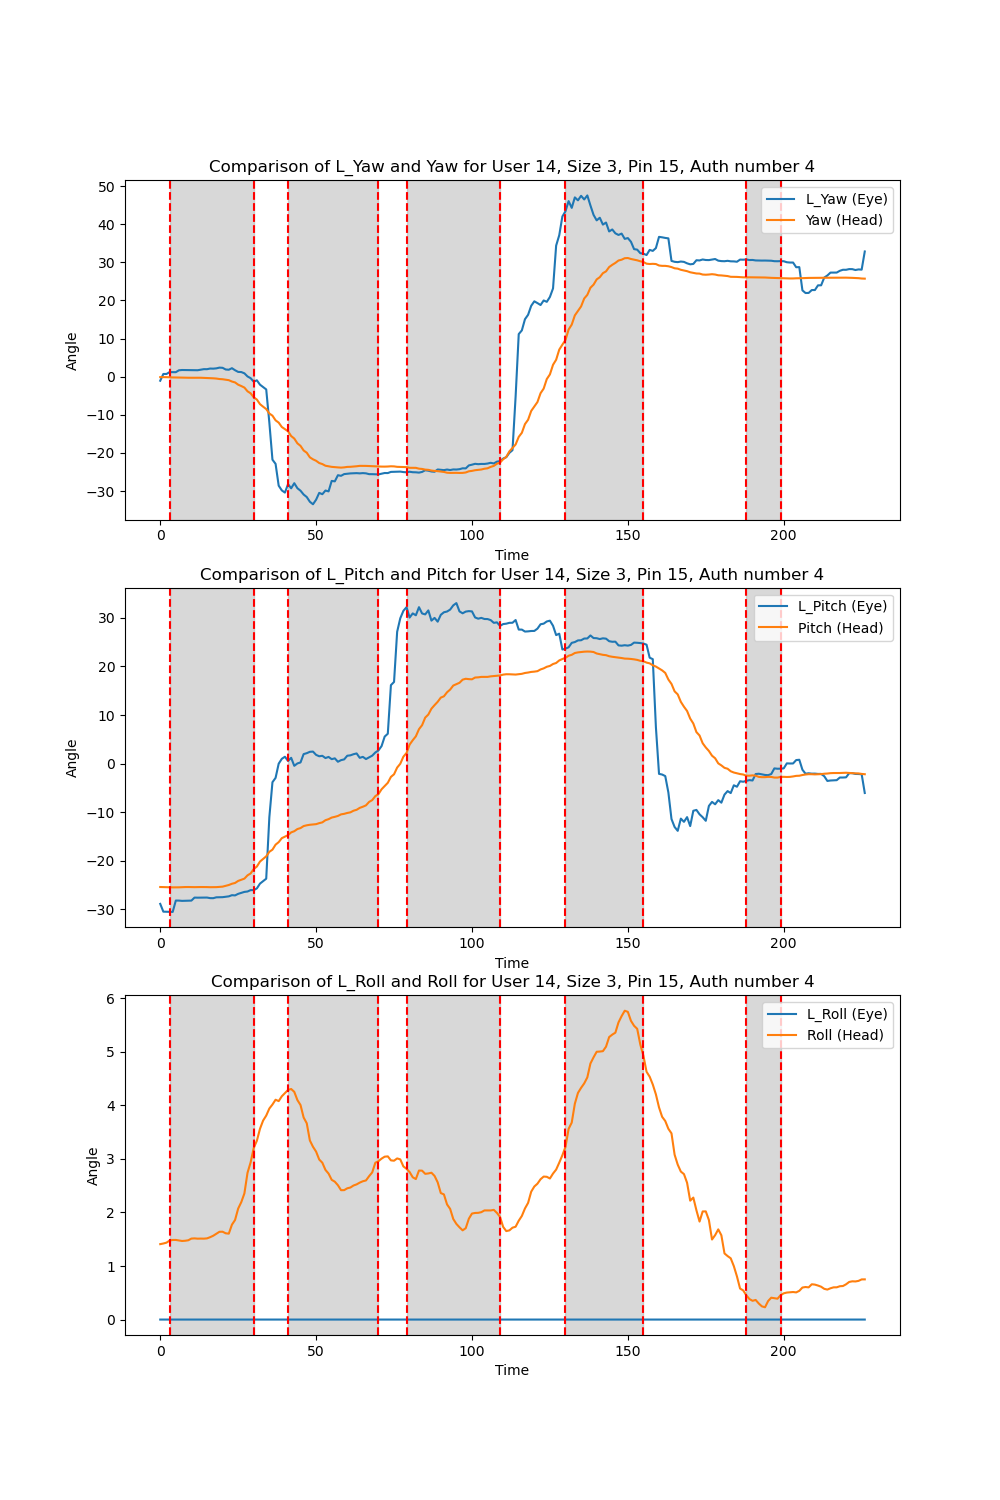 Comparison of L_Yaw and Yaw for User 14, Size 3, Pin 15, Auth number 4
50
40
30
20
10
0
−10
−20
−30
Angle
L_Yaw (Eye)
Yaw (Head)
0 50 100 150 200
Time
Comparison of L_Pitch and Pitch for User 14, Size 3, Pin 15, Auth number 4
30
20
10
0
−10
−20
−30
Angle
L_Pitch (Eye)
Pitch (Head)
0 50 100 150 200
Time
Comparison of L_Roll and Roll for User 14, Size 3, Pin 15, Auth number 4
6
5
4
3
2
1
0
Angle
L_Roll (Eye)
Roll (Head)
0 50 100 150 200
Time